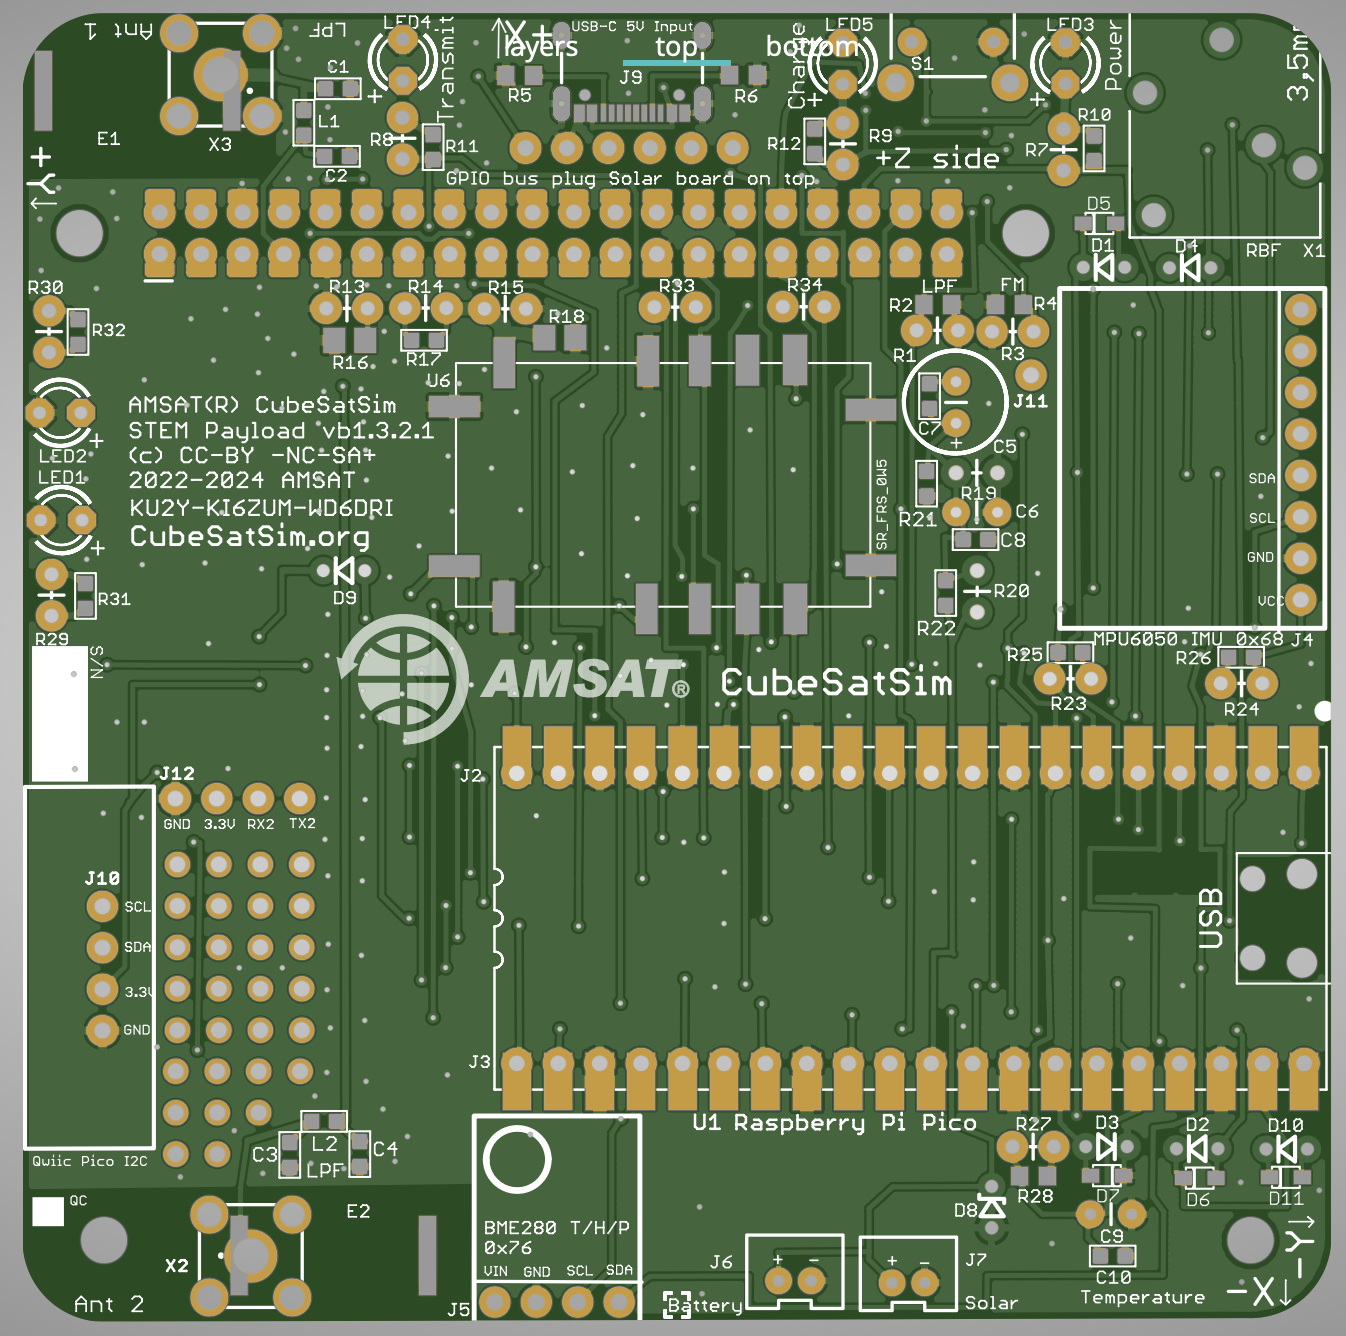 Ant 1
LPF
LED4
Transmit
X+
USB-C 5V Input
layers
top
bottom
Charge
LED5
S1
LED3
Power
3,5mm
C1
L1
C2
E1
X3
R8
R11
+
R5
J9
R6
R12
R9
+Z side
+
R7
R10
+Y
GPIO bus plug Solar board on top
D5
D1
D4
RBF
X1
R30
R32
R13
R14
R15
R33
R34
LPF
FM
R2
R4
R16
R17
R18
R1
R3
U6
J11
C7
+
C5
AMSAT(R) CubeSatSim
STEM Payload vb1.3.2.1
(c) CC-BY -NC-SA4
2022-2024 AMSAT
KU2Y-KI6ZUM-WD6DRI
CubeSatSim.org
LED2
LED1
+
+
SR_FRS_0W5
R19
R21
C6
C8
SDA
SCL
GND
VCC
R31
R29
D9
R20
R22
MPU6050 IMU 0x68
J4
N/S
AMSAT®
CubeSatSim
R25
R23
R26
R24
J12
GND
3.3V
RX2
TX2
J2
J10
SCL
SDA
3.3V
GND
USB
J3
U1 Raspberry Pi Pico
Qwiic Pico I2C
C3
L2
LPF
C4
R27
R28
D3
D7
D2
D6
D10
D11
QC
E2
X2
Ant 2
BME280 T/H/P
0x76
VIN
GND
SCL
SDA
J5
J6
+ -
Battery
J7
+ -
Solar
D8
C9
C10
Temperature
-X
-Y